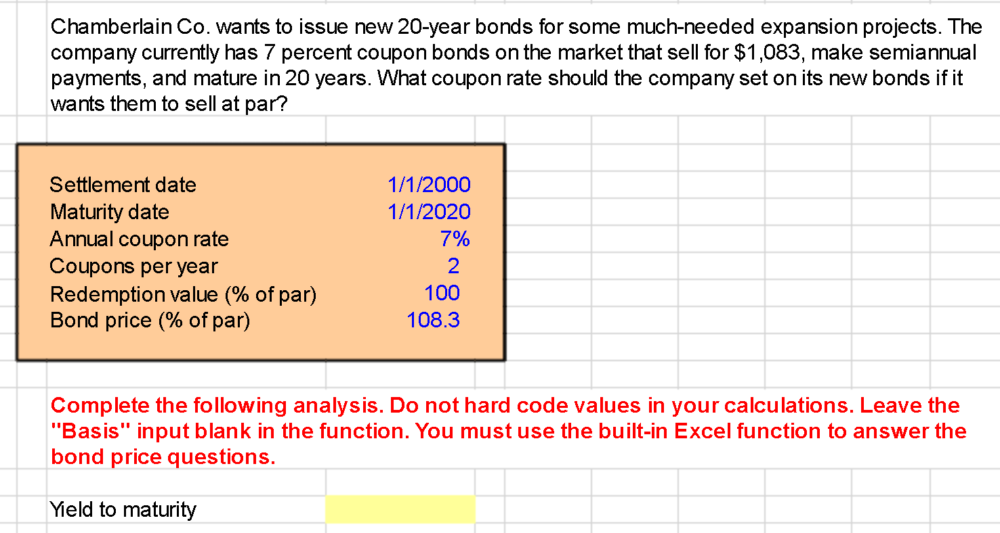 Chamberlain Co. wants to issue new 20-year bonds for some much-needed expansion projects. The
company currently has 7 percent coupon bonds on the market that sell for $1,083, make semiannual
payments, and mature in 20 years. What coupon rate should the company set on its new bonds if it
wants them to sell at par?
Settlement date 1/1/2000
Maturity date 1/1/2020
Annual coupon rate 7%
Coupons per year 2
Redemption value (% of par) 100
Bond price (% of par) 108.3
Complete the following analysis. Do not hard code values in your calculations. Leave the
"Basis" input blank in the function. You must use the built-in Excel function to answer the
bond price questions.
Yield to maturity